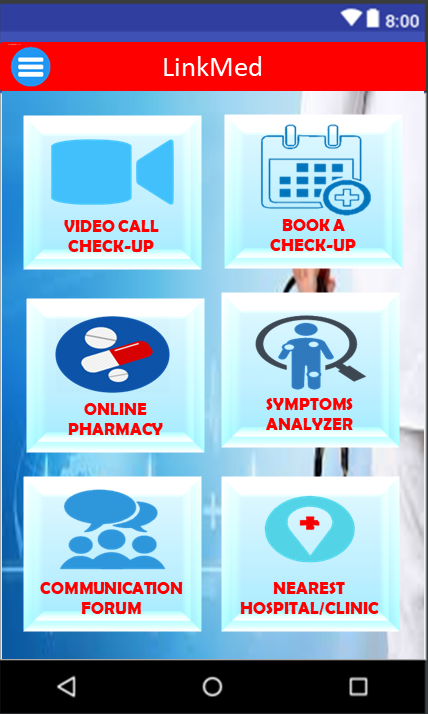 8:00
LinkMed
VIDEO CALL
CHECK-UP
BOOK A
CHECK-UP
ONLINE
PHARMACY
SYMPTOMS
ANALYZER
COMMUNICATION
FORUM
NEAREST
HOSPITAL/CLINIC